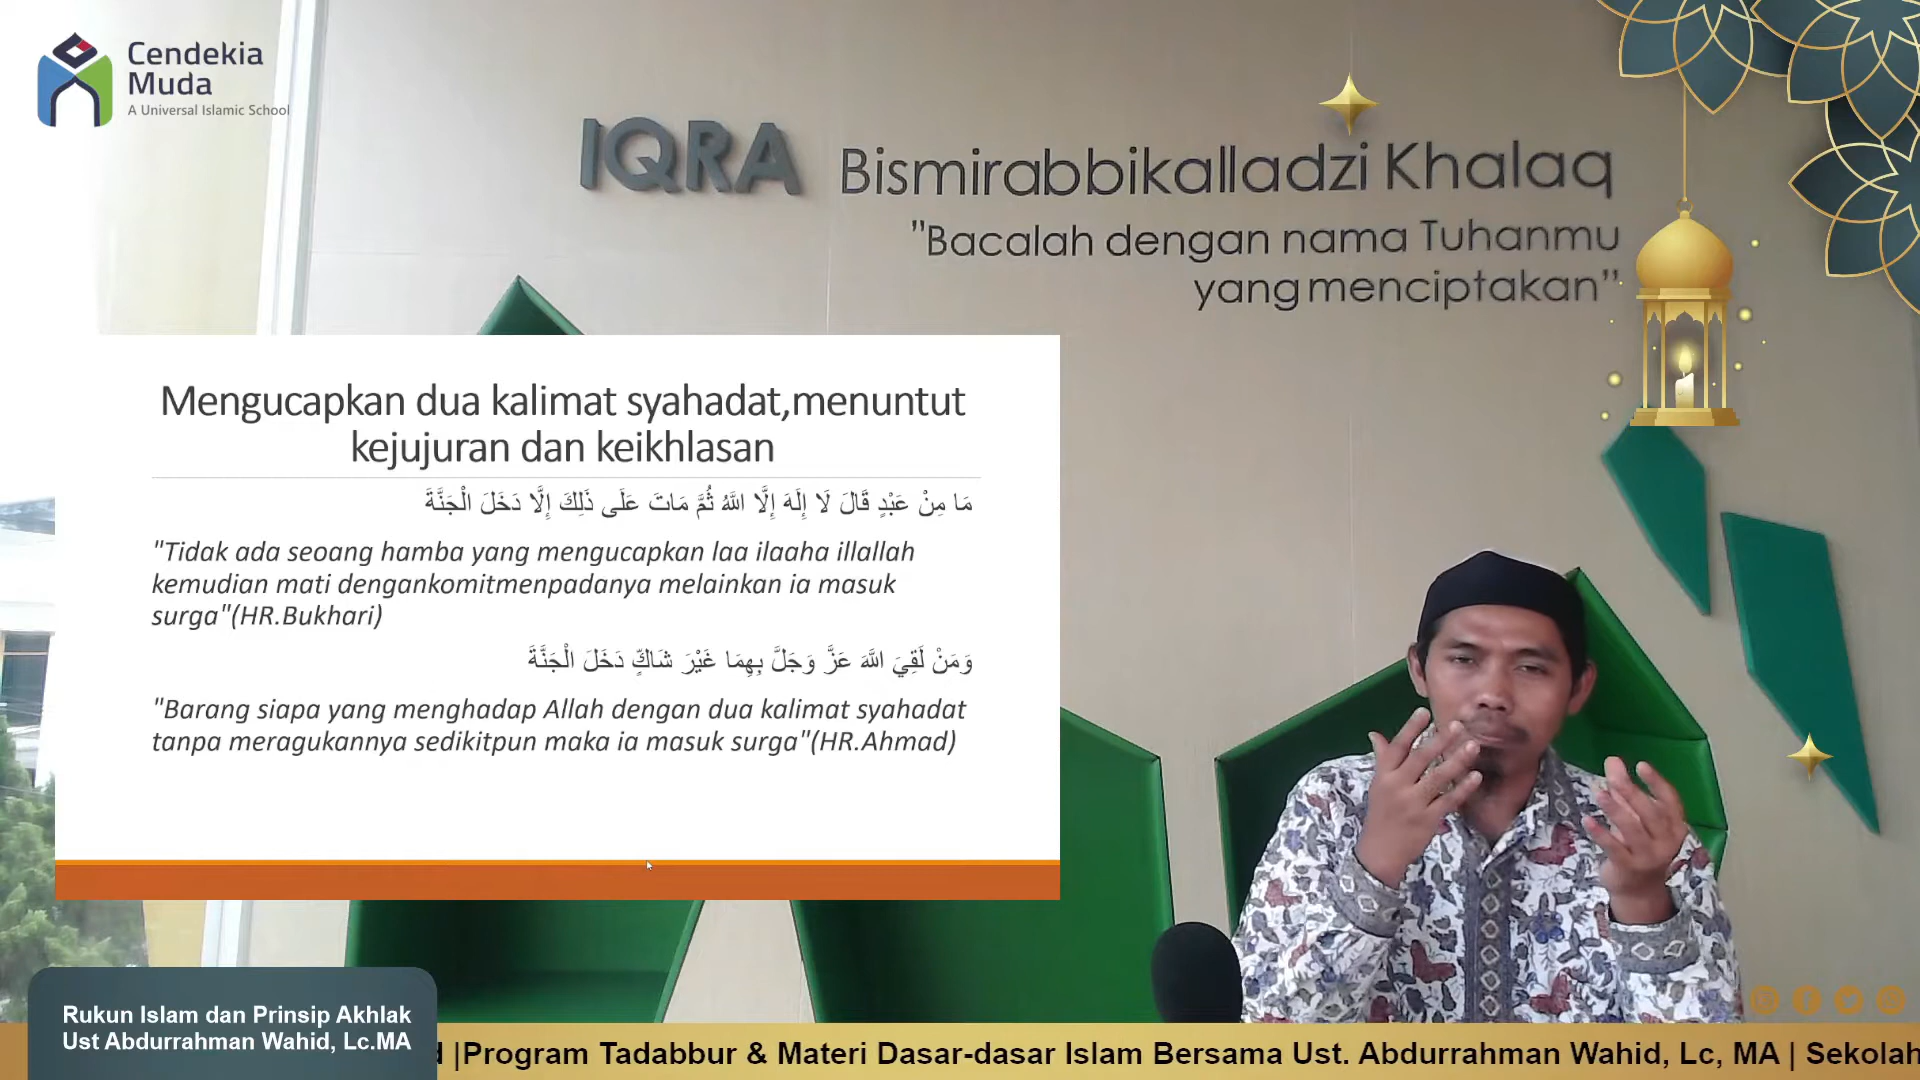 Cendekia
Muda
A Universal Islamic School
IQRA Bismirabbikalladzi Khalaq
"Bacalah dengan nama Tuhanmu
yang menciptakan"
Mengucapkan dua kalimat syahadat,menuntut
kejujuran dan keikhlasan
مَا مِنْ عَبْدٍ قَالَ لَا إِلَهَ إِلَّا اللَّهُ ثُمَّ مَاتَ عَلَى ذَلِكَ إِلَّا دَخَلَ الْجَنَّةَ
"Tidak ada seoang hamba yang mengucapkan laa ilaaha illallah
kemudian mati dengankomitmenpadanya melainkan ia masuk
surga"(HR.Bukhari)
وَمَنْ لَقِيَ اللَّهَ عَزَّ وَجَلَّ بِهِمَا غَيْرَ شَاكٍّ دَخَلَ الْجَنَّةَ
"Barang siapa yang menghadap Allah dengan dua kalimat syahadat
tanpa meragukannya sedikitpun maka ia masuk surga"(HR.Ahmad)
Rukun Islam dan Prinsip Akhlak
Ust Abdurrahman Wahid, Lc.MA
|Program Tadabbur & Materi Dasar-dasar Islam Bersama Ust. Abdurrahman Wahid, Lc, MA | Sekolah